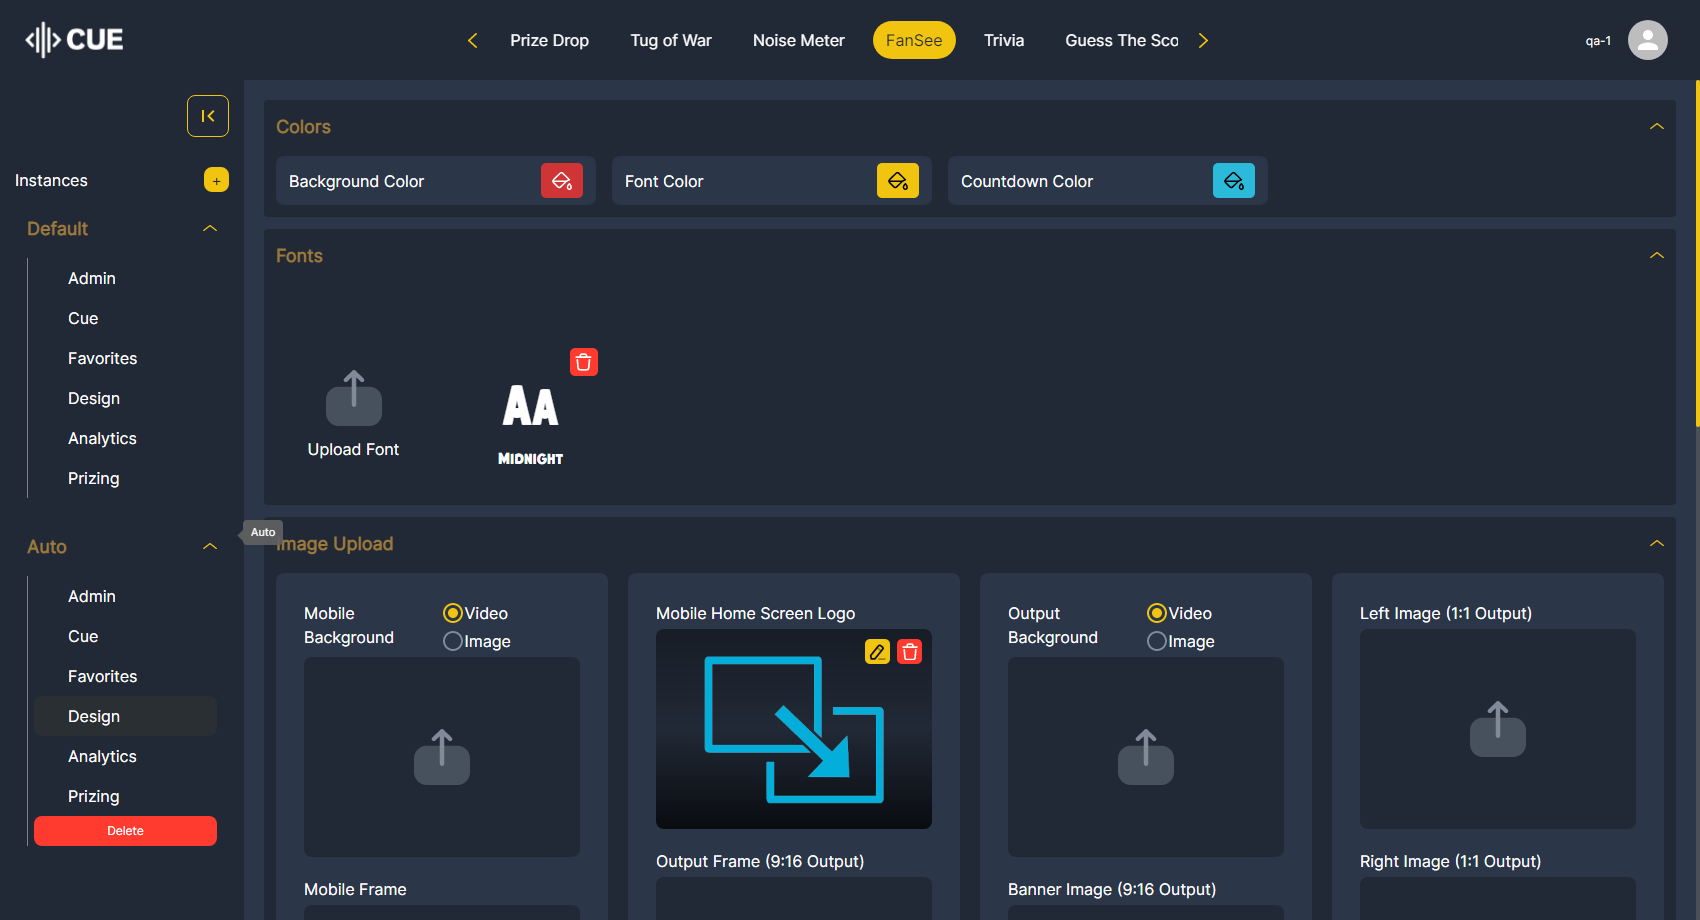 CUE
Prize Drop
Tug of War
Noise Meter
FanSee
Trivia
Guess The Sco
qa-1
Instances
+
Default
Admin
Cue
Favorites
Design
Analytics
Prizing
Auto
Admin
Cue
Favorites
Design
Analytics
Prizing
Delete
Auto
Colors
Background Color
Font Color
Countdown Color
Fonts
Upload Font
AA
MIDNIGHT
Image Upload
Mobile
Background
Video
Image
Mobile Home Screen Logo
Output
Background
Video
Image
Left Image (1:1 Output)
Mobile Frame
Output Frame (9:16 Output)
Banner Image (9:16 Output)
Right Image (1:1 Output)